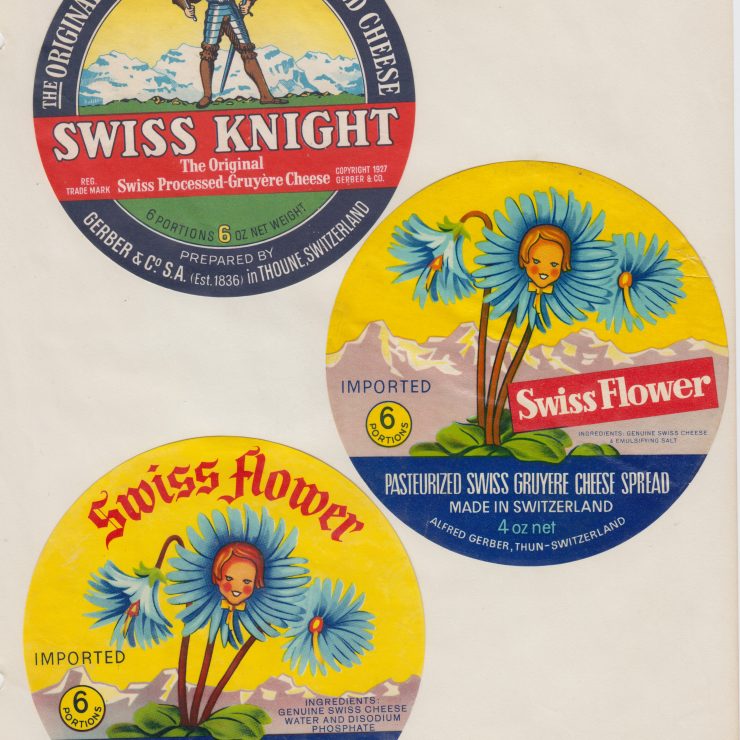 THE ORIGINAL
D CHEESE
SWISS KNIGHT
REG.
TRADE MARK
The Original
Swiss Processed-Gruyère Cheese
COPYRIGHT 1927
GERBER & CO.
6 PORTIONS 6 OZ NET WEIGHT
PREPARED BY
GERBER & Cº S.A. (Est. 1836) in THOUNE, SWITZERLAND
IMPORTED
6
PORTIONS
Swiss Flower
INGREDIENTS: GENUINE SWISS CHEESE
& EMULSIFYING SALT
PASTEURIZED SWISS GRUYERE CHEESE SPREAD
MADE IN SWITZERLAND
4 oz net
ALFRED GERBER, THUN-SWITZERLAND
Swiss flower
IMPORTED
6
PORTIONS
INGREDIENTS:
GENUINE SWISS CHEESE
WATER AND DISODIUM
PHOSPHATE